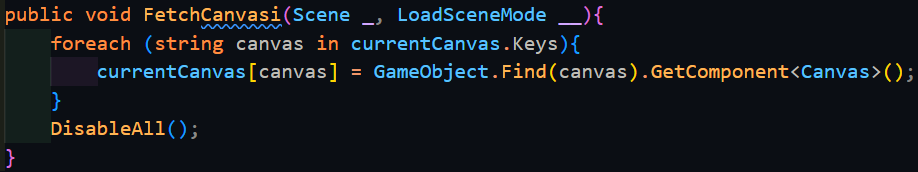 public void FetchCanvasi(Scene _, LoadSceneMode __){
    foreach (string canvas in currentCanvas.Keys){
        currentCanvas[canvas] = GameObject.Find(canvas).GetComponent<Canvas>();
    }
    DisableAll();
}